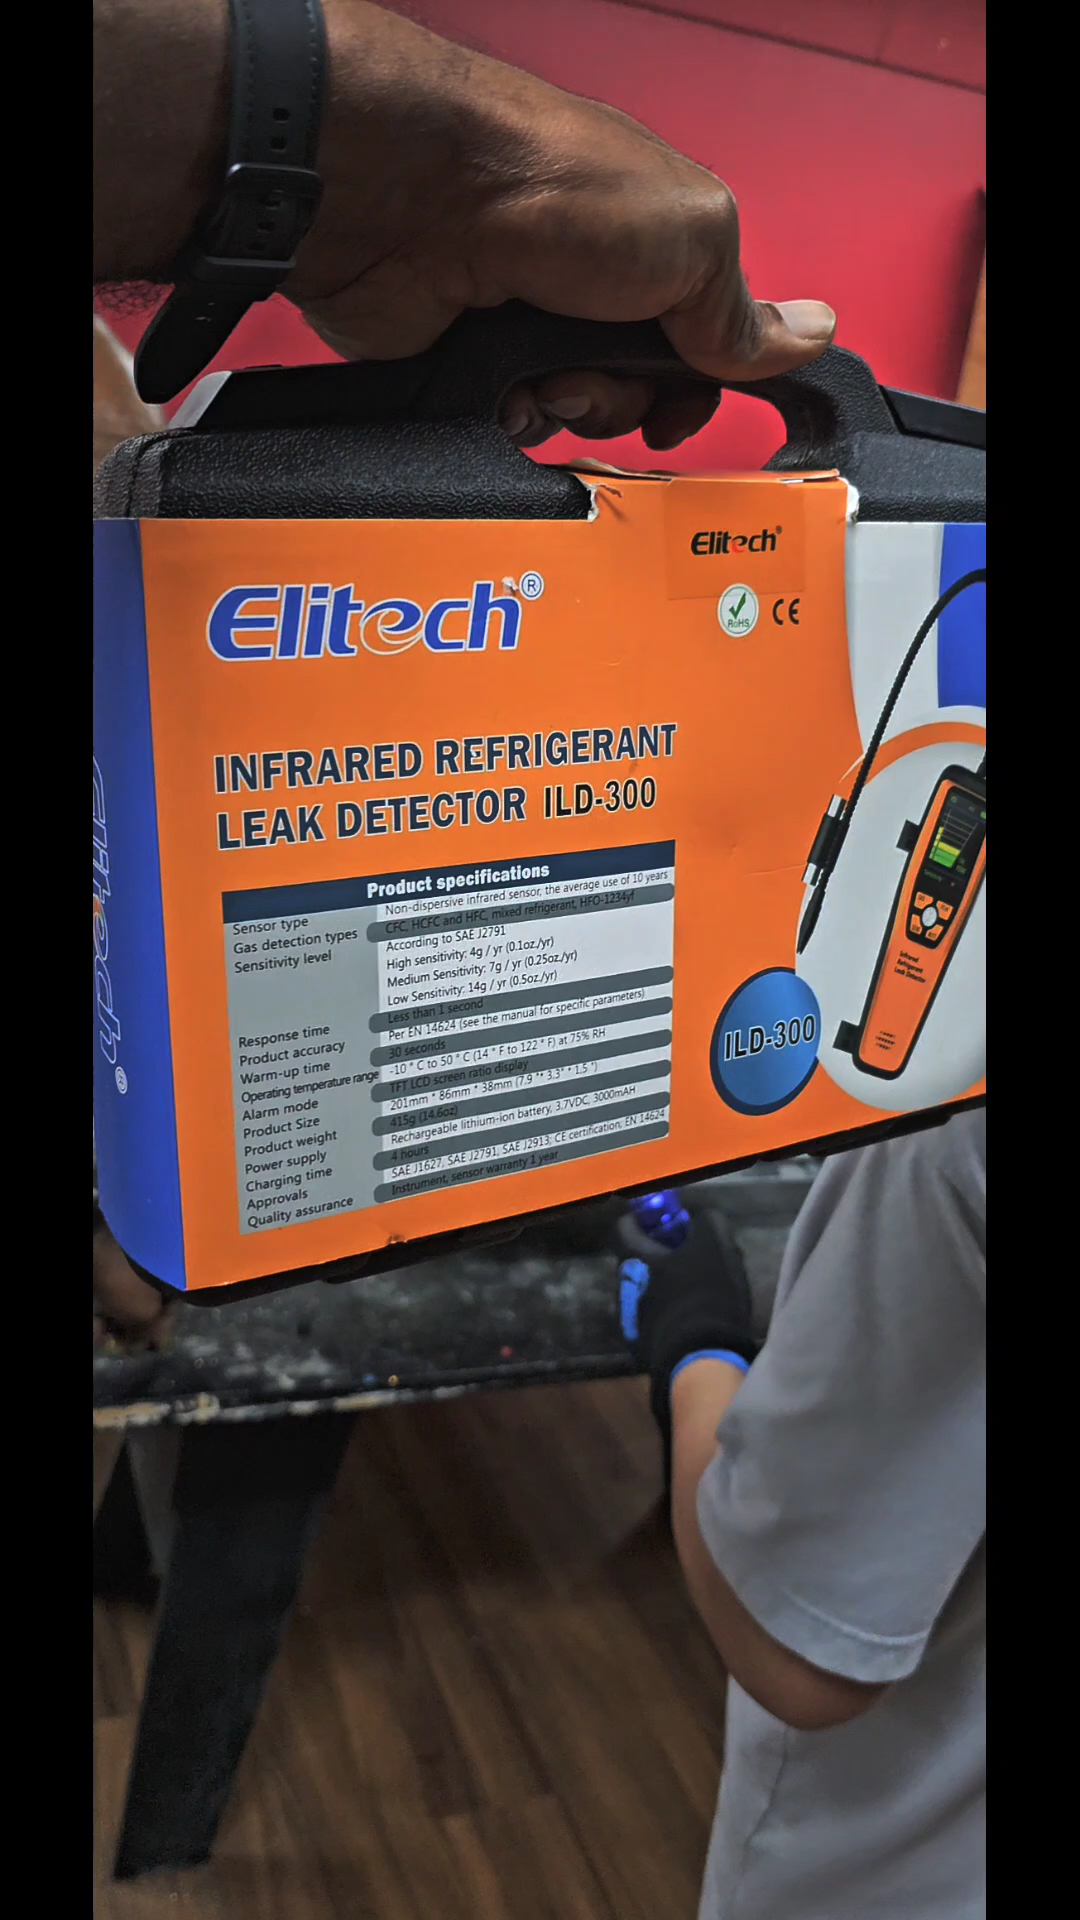 Elitech®
RoHS CE
Elitech®
INFRARED REFRIGERANT
LEAK DETECTOR ILD-300
Product specifications
Sensor type Non-dispersive infrared sensor, the average use of 10 years
Gas detection types CFC, HCFC and HFC, mixed refrigerant, HFO-1234yf
Sensitivity level According to SAE J2791
High sensitivity: 4g / yr (0.1oz./yr)
Medium Sensitivity: 7g / yr (0.25oz/yr)
Low Sensitivity: 14g / yr (0.5oz/yr)
Response time Less than 1 second
Product accuracy Per EN 14624 (see the manual for specific parameters)
Warm-up time 30 seconds
Operating temperature range -10 ° C to 50 ° C (14 ° F to 122 ° F) at 75% RH
Alarm mode TFT LCD screen ratio display
Product Size 201mm * 86mm * 38mm (7.9 "* 3.3" * 1.5 ")
Product weight 415g (14.6oz)
Power supply Rechargeable lithium-ion battery, 3.7VDC, 3000mAH
Charging time 4 hours
Approvals SAE J1627, SAE J2791, SAE J2913, CE certification, EN 14624
Quality assurance Instrument, sensor warranty 1 year
ILD-300
Infrared
Refrigerant
Leak Detector
Elitech®